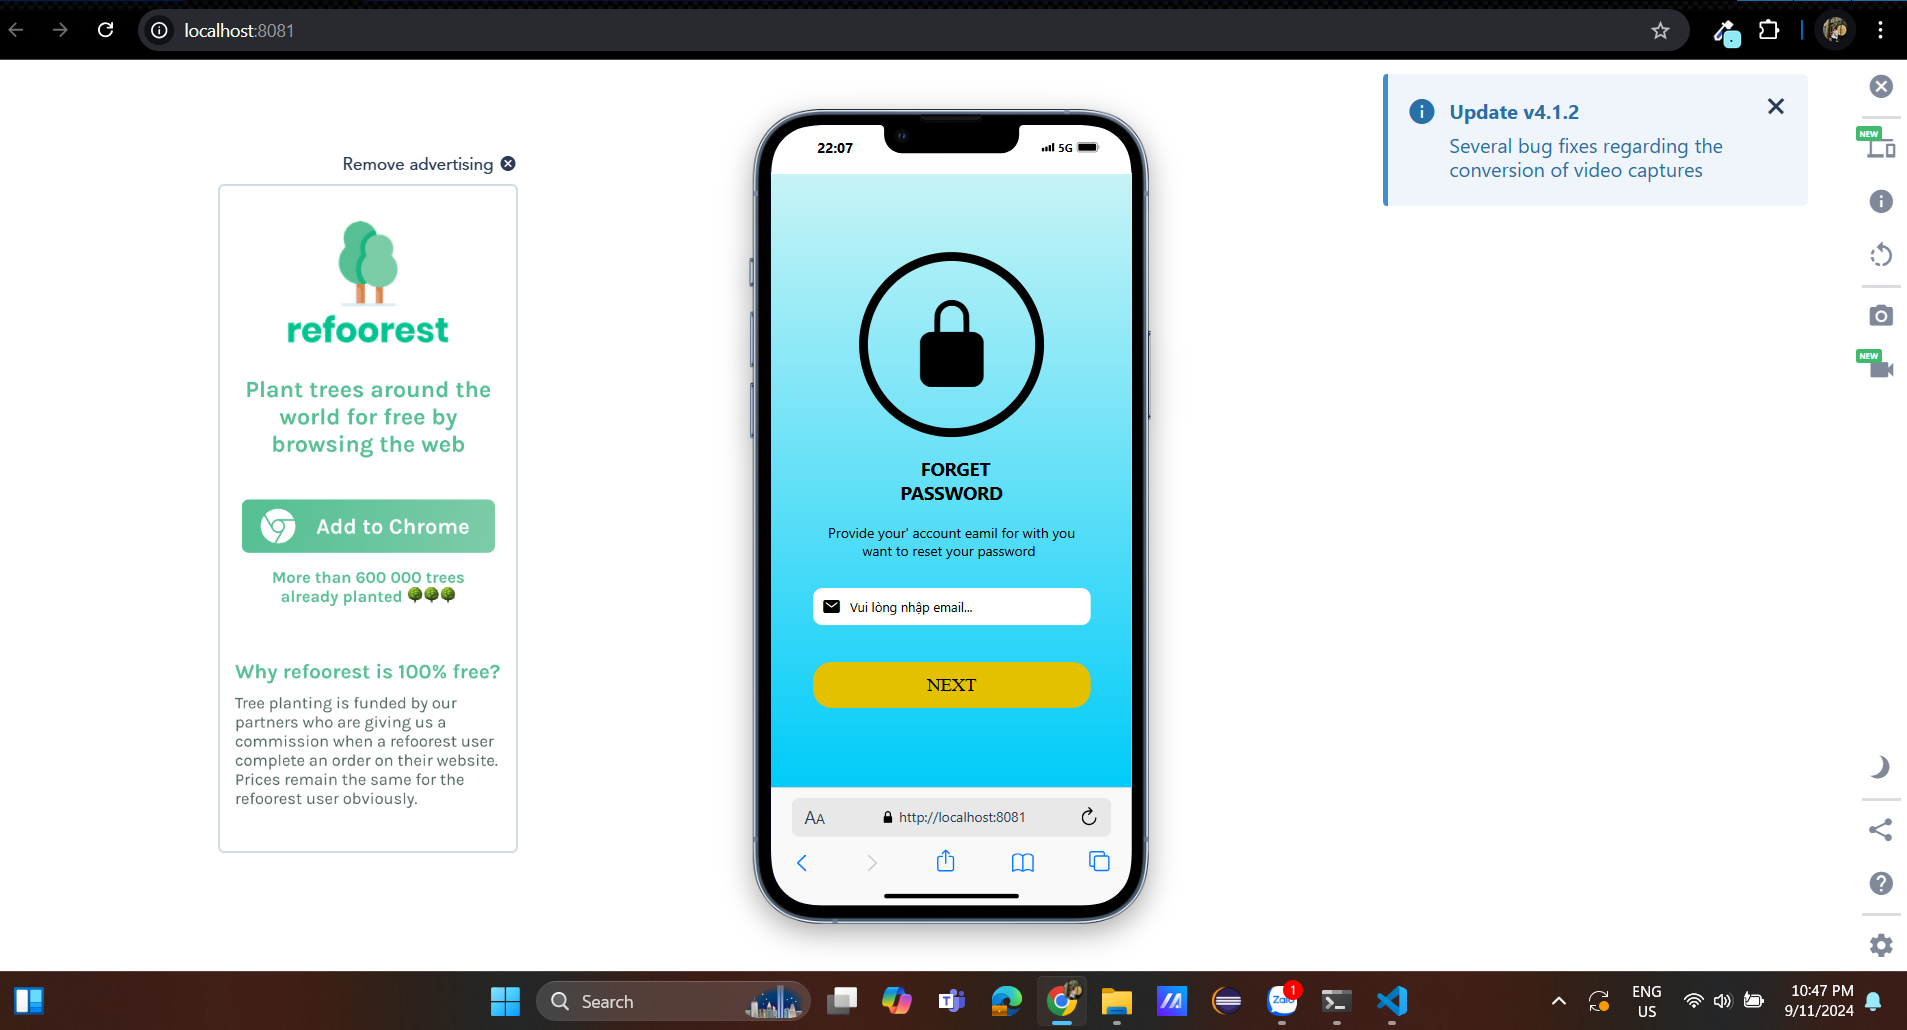 localhost:8081
Remove advertising
refoorest
Plant trees around the
world for free by
browsing the web
Add to Chrome
More than 600 000 trees
already planted
Why refoorest is 100% free?
Tree planting is funded by our
partners who are giving us a
commission when a refoorest user
complete an order on their website.
Prices remain the same for the
refoorest user obviously.
22:07
5G
FORGET
PASSWORD
Provide your' account eamil for with you
want to reset your password
Vui lòng nhập email...
NEXT
AA
http://localhost:8081
Update v4.1.2
Several bug fixes regarding the
conversion of video captures
NEW
NEW
Search
Zalo
1
ENG
US
10:47 PM
9/11/2024